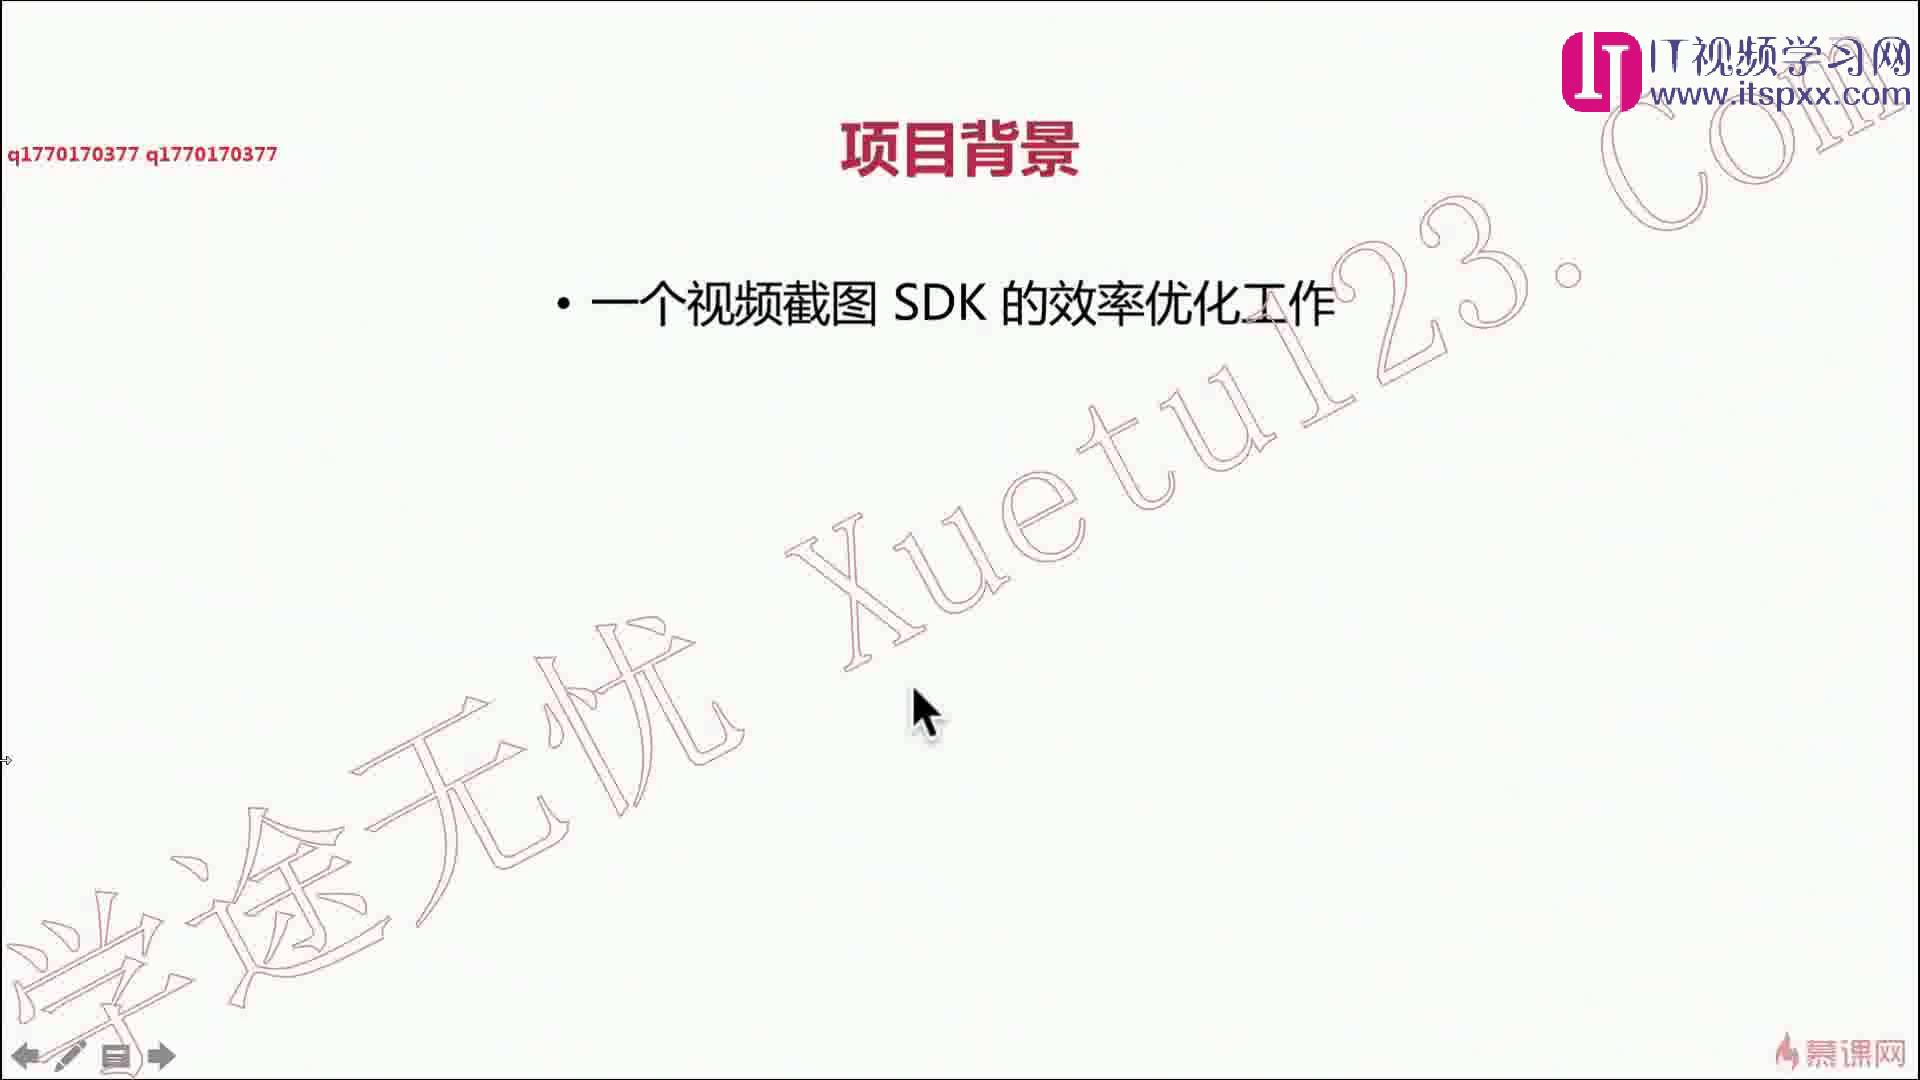 IT视频学习网
www.itspxx.com
项目背景
q1770170377 q1770170377
• 一个视频截图 SDK 的效率优化工作
学途无忧 Xuetu123.Com
慕课网